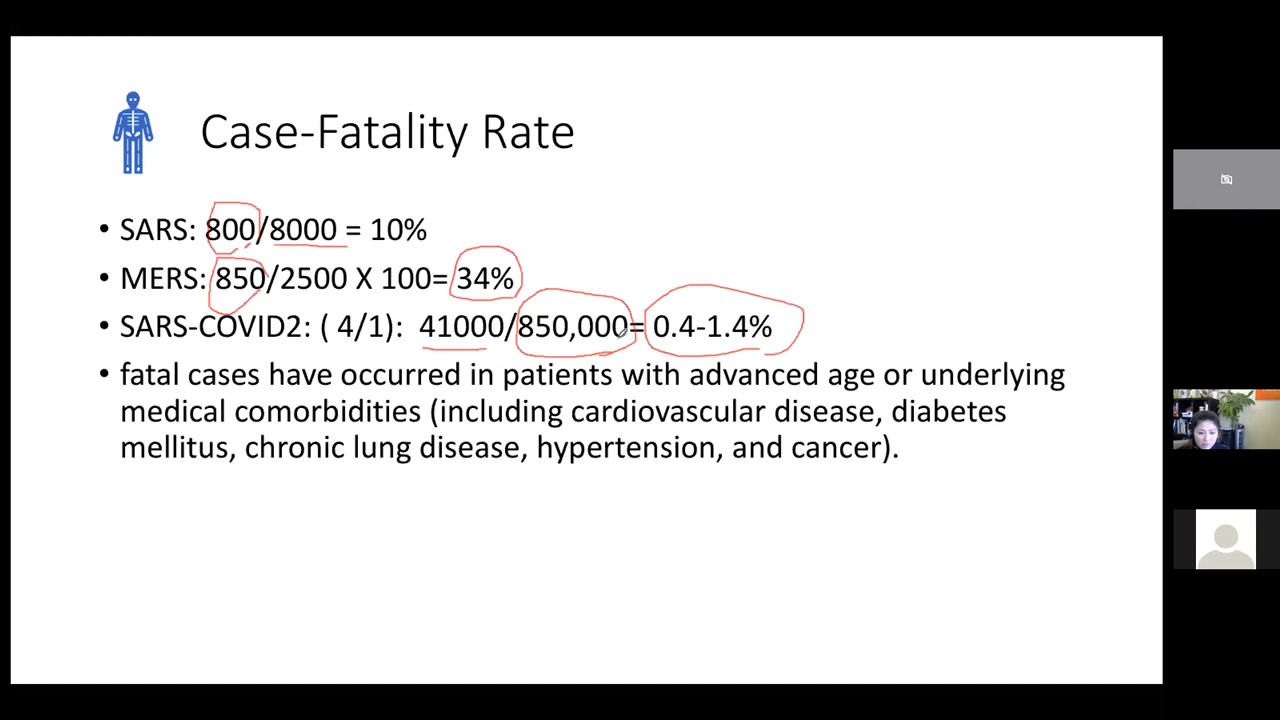 Case-Fatality Rate
• SARS: 800/8000 = 10%
• MERS: 850/2500 X 100= 34%
• SARS-COVID2: ( 4/1): 41000/850,000= 0.4-1.4%
• fatal cases have occurred in patients with advanced age or underlying
medical comorbidities (including cardiovascular disease, diabetes
mellitus, chronic lung disease, hypertension, and cancer).